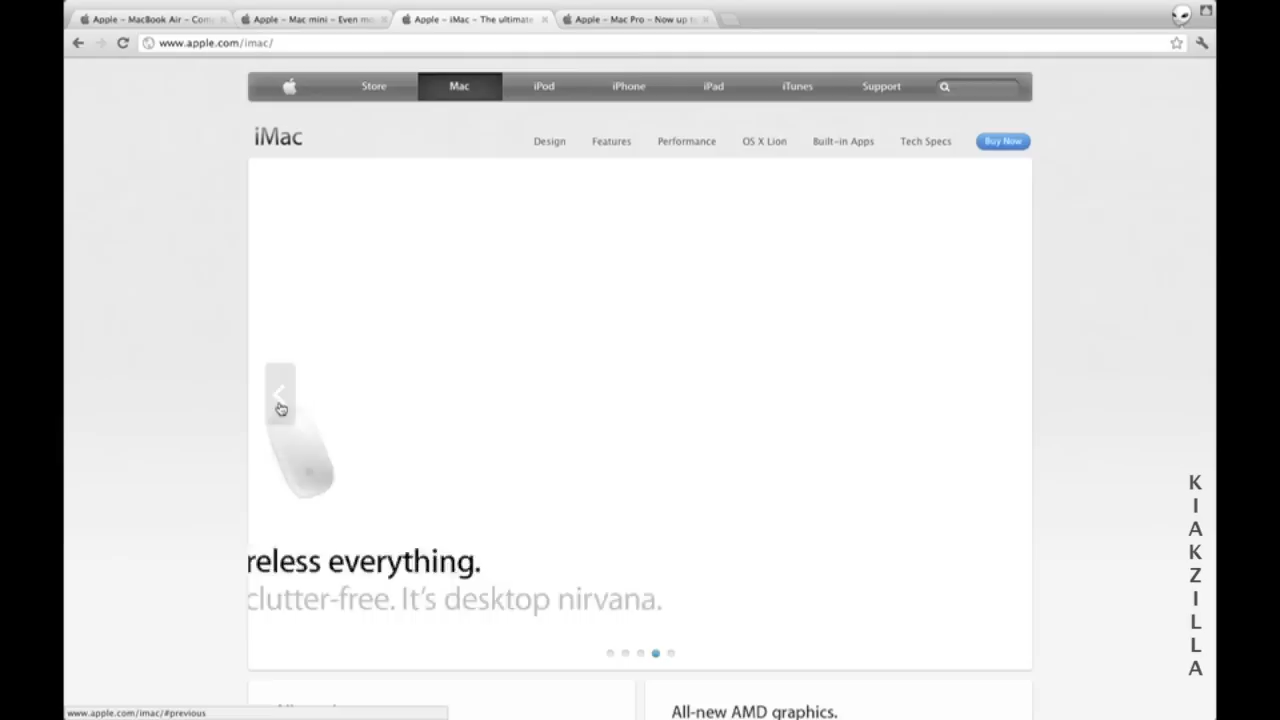 Apple – MacBook Air – Com
Apple – Mac mini – Even mo
Apple – iMac – The ultimate
Apple – Mac Pro – Now up t
www.apple.com/imac/
Store Mac iPod iPhone iPad iTunes Support
iMac
Design Features Performance OS X Lion Built-in Apps Tech Specs Buy Now
reless everything.
clutter-free. It's desktop nirvana.
KIAKZILLA
All-new AMD graphics.
www.apple.com/imac/#previous